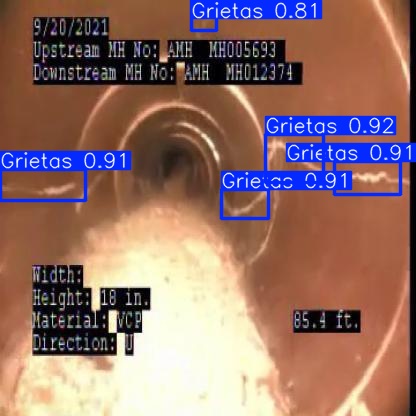 Grietas 0.81
9/20/2021
Upstream MH No: AMH MH005693
Downstream MH No: AMH MH012374
Grietas 0.92
Grietas 0.91
Grietas 0.91
Grietas 0.91
Width:
Height: 18 in.
Material: VCP
85.4 ft.
Direction: U